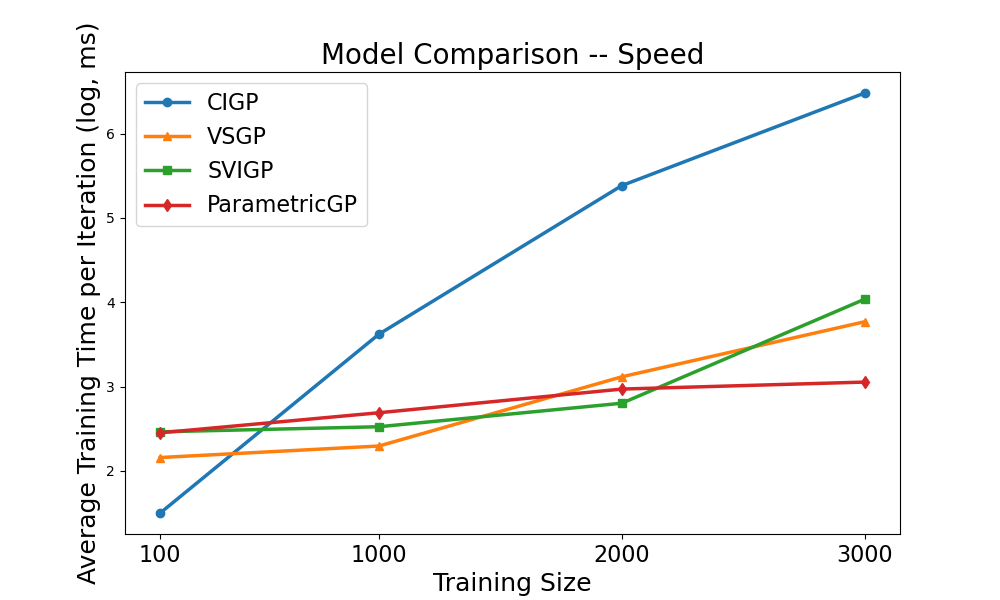 Model Comparison -- Speed
CIGP
VSGP
SVIGP
ParametricGP
Average Training Time per Iteration (log, ms)
6
5
4
3
2
100 1000 2000 3000
Training Size